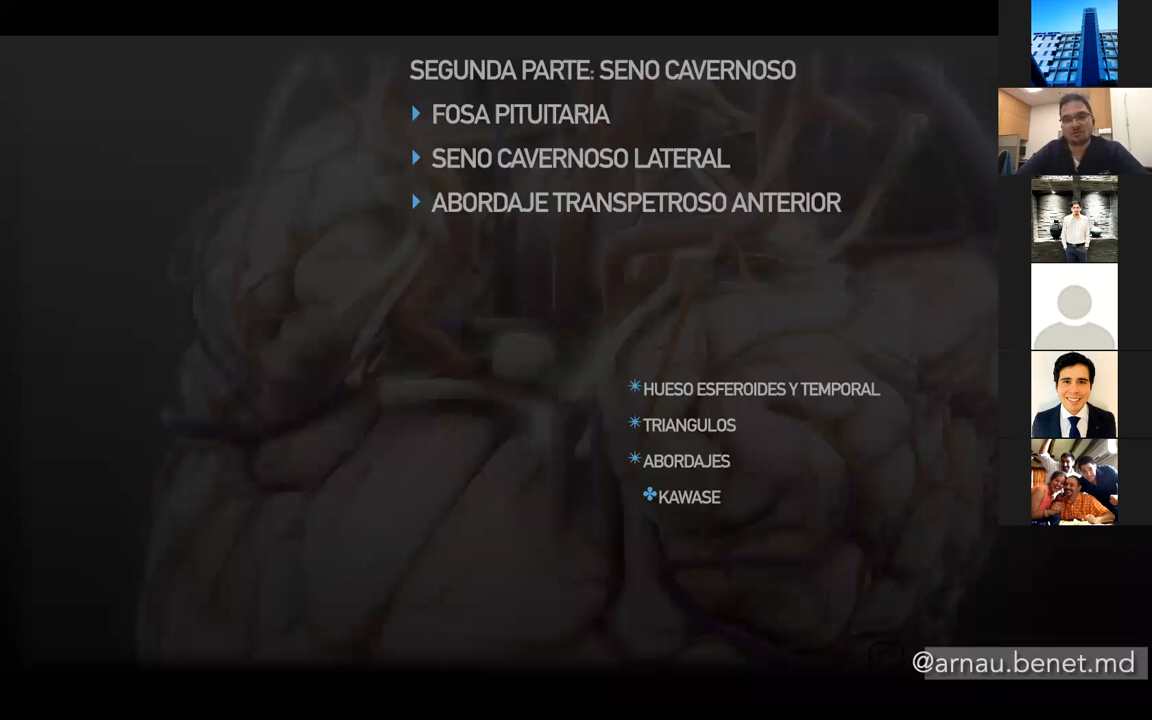 SEGUNDA PARTE: SENO CAVERNOSO
FOSA PITUITARIA
SENO CAVERNOSO LATERAL
ABORDAJE TRANSPETROSO ANTERIOR
HUESO ESFEROIDES Y TEMPORAL
TRIANGULOS
ABORDAJES
KAWASE
@arnau.benet.md